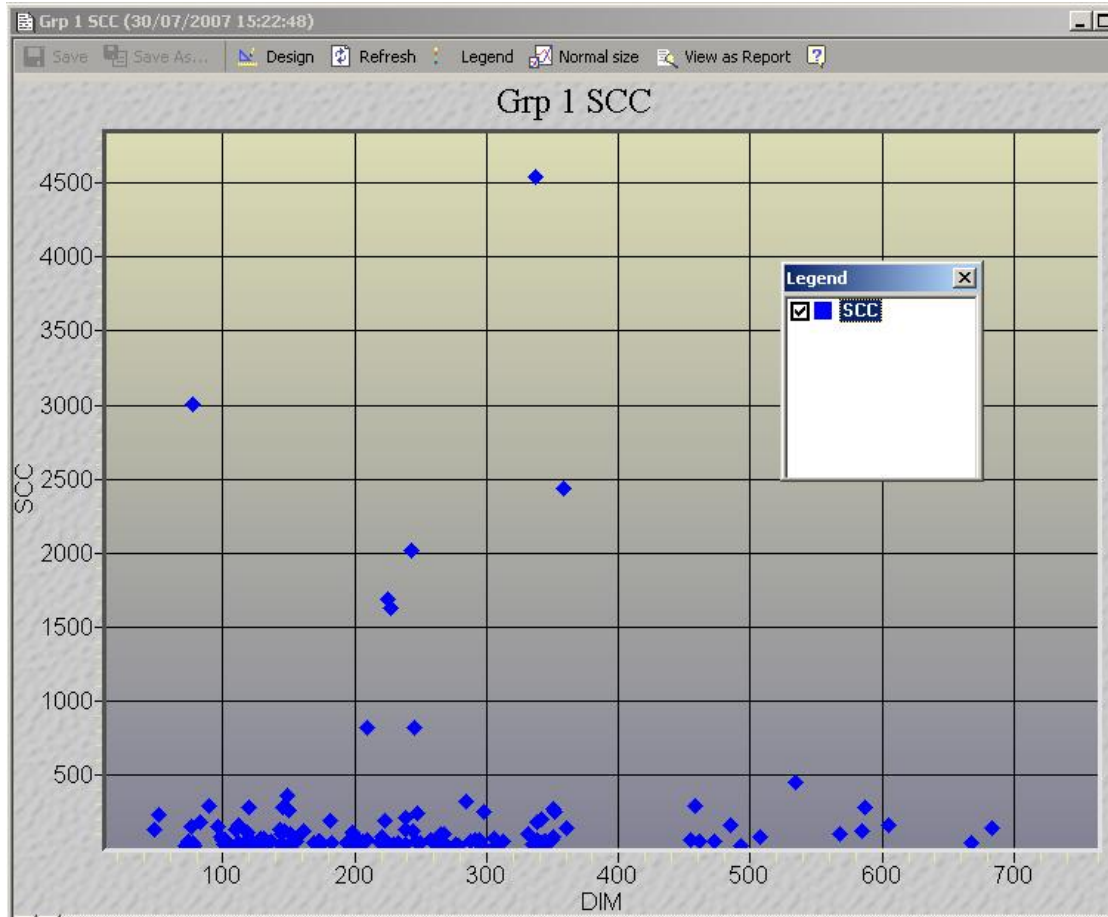 Grp 1 SCC (30/07/2007 15:22:48)
Save Save As... Design Refresh Legend Normal size View as Report ?
Grp 1 SCC
4500
4000
3500
3000
2500
2000
1500
1000
500
SCC
Legend
SCC
100 200 300 400 500 600 700
DIM